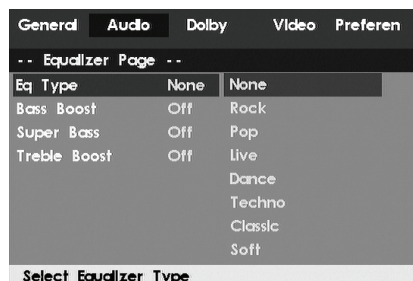 General Audio Dolby Video Preferen
-- Equalizer Page --
Eq Type None None
Bass Boost Off Rock
Super Bass Off Pop
Treble Boost Off Live
Dance
Techno
Classic
Soft
Select Equalizer Type